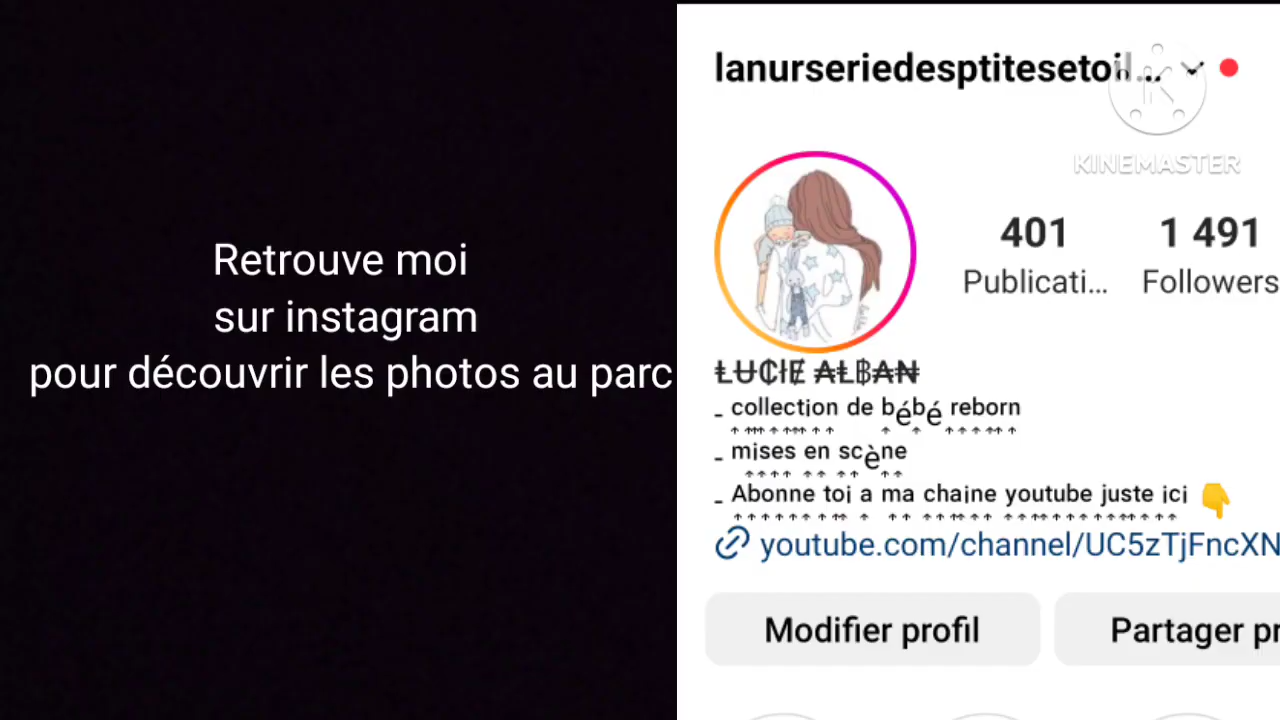 Retrouve moi
sur instagram
pour découvrir les photos au parc
lanurseriedesptitesetoil...
KINEMASTER
401
1 491
Publicati...
Followers
ŁUCIE ALBAN
- collection de bébé reborn
- mises en scène
- Abonne toi a ma chaine youtube juste ici 👇
youtube.com/channel/UC5zTjFncXN
Modifier profil
Partager pr